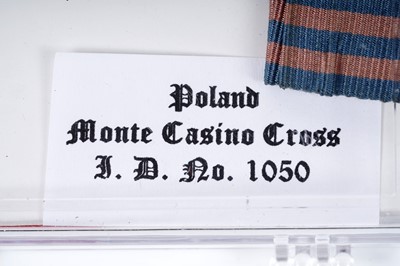 Poland
Monte Casino Cross
I. D. No. 1050